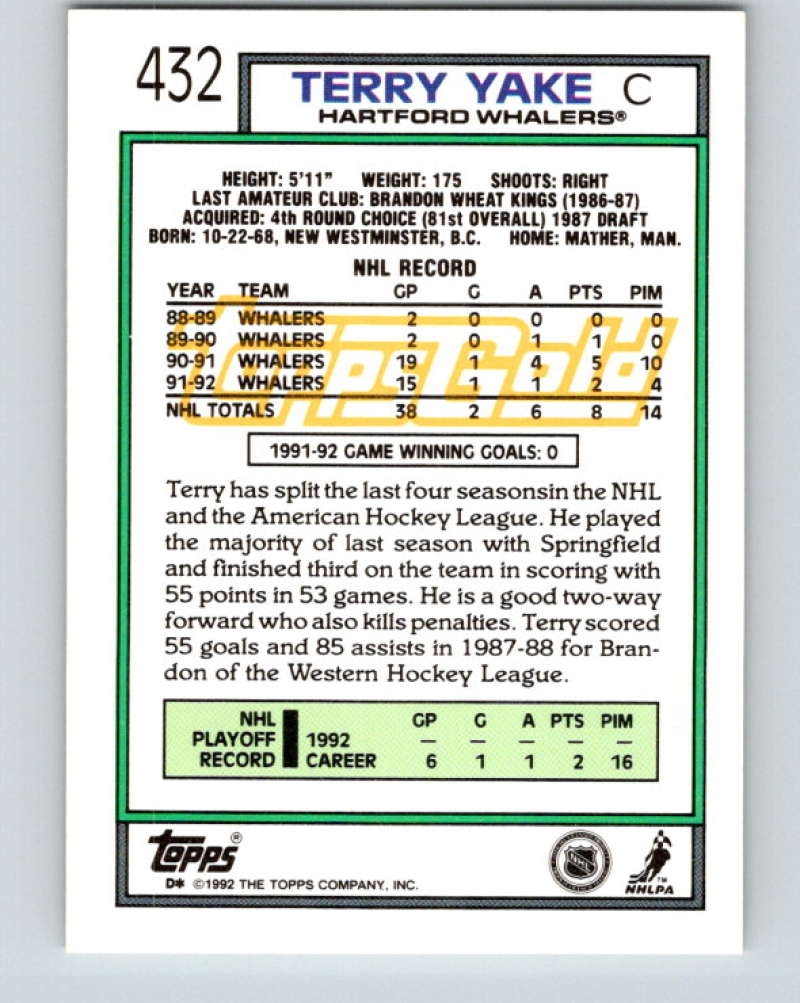 432
TERRY YAKE C
HARTFORD WHALERS®
HEIGHT: 5'11" WEIGHT: 175 SHOOTS: RIGHT
LAST AMATEUR CLUB: BRANDON WHEAT KINGS (1986-87)
ACQUIRED: 4th ROUND CHOICE (81st OVERALL) 1987 DRAFT
BORN: 10-22-68, NEW WESTMINSTER, B.C. HOME: MATHER, MAN.
NHL RECORD
YEAR TEAM GP G A PTS PIM
88-89 WHALERS 2 0 0 0 0
89-90 WHALERS 2 0 1 1 0
90-91 WHALERS 19 1 4 5 10
91-92 WHALERS 15 1 1 2 4
NHL TOTALS 38 2 6 8 14
ToppsGold
1991-92 GAME WINNING GOALS: 0
Terry has split the last four seasonsin the NHL
and the American Hockey League. He played
the majority of last season with Springfield
and finished third on the team in scoring with
55 points in 53 games. He is a good two-way
forward who also kills penalties. Terry scored
55 goals and 85 assists in 1987-88 for Bran-
don of the Western Hockey League.
NHL GP G A PTS PIM
PLAYOFF 1992 — — — — —
RECORD CAREER 6 1 1 2 16
Topps®
D* ©1992 THE TOPPS COMPANY, INC.
NHL
NHLPA™